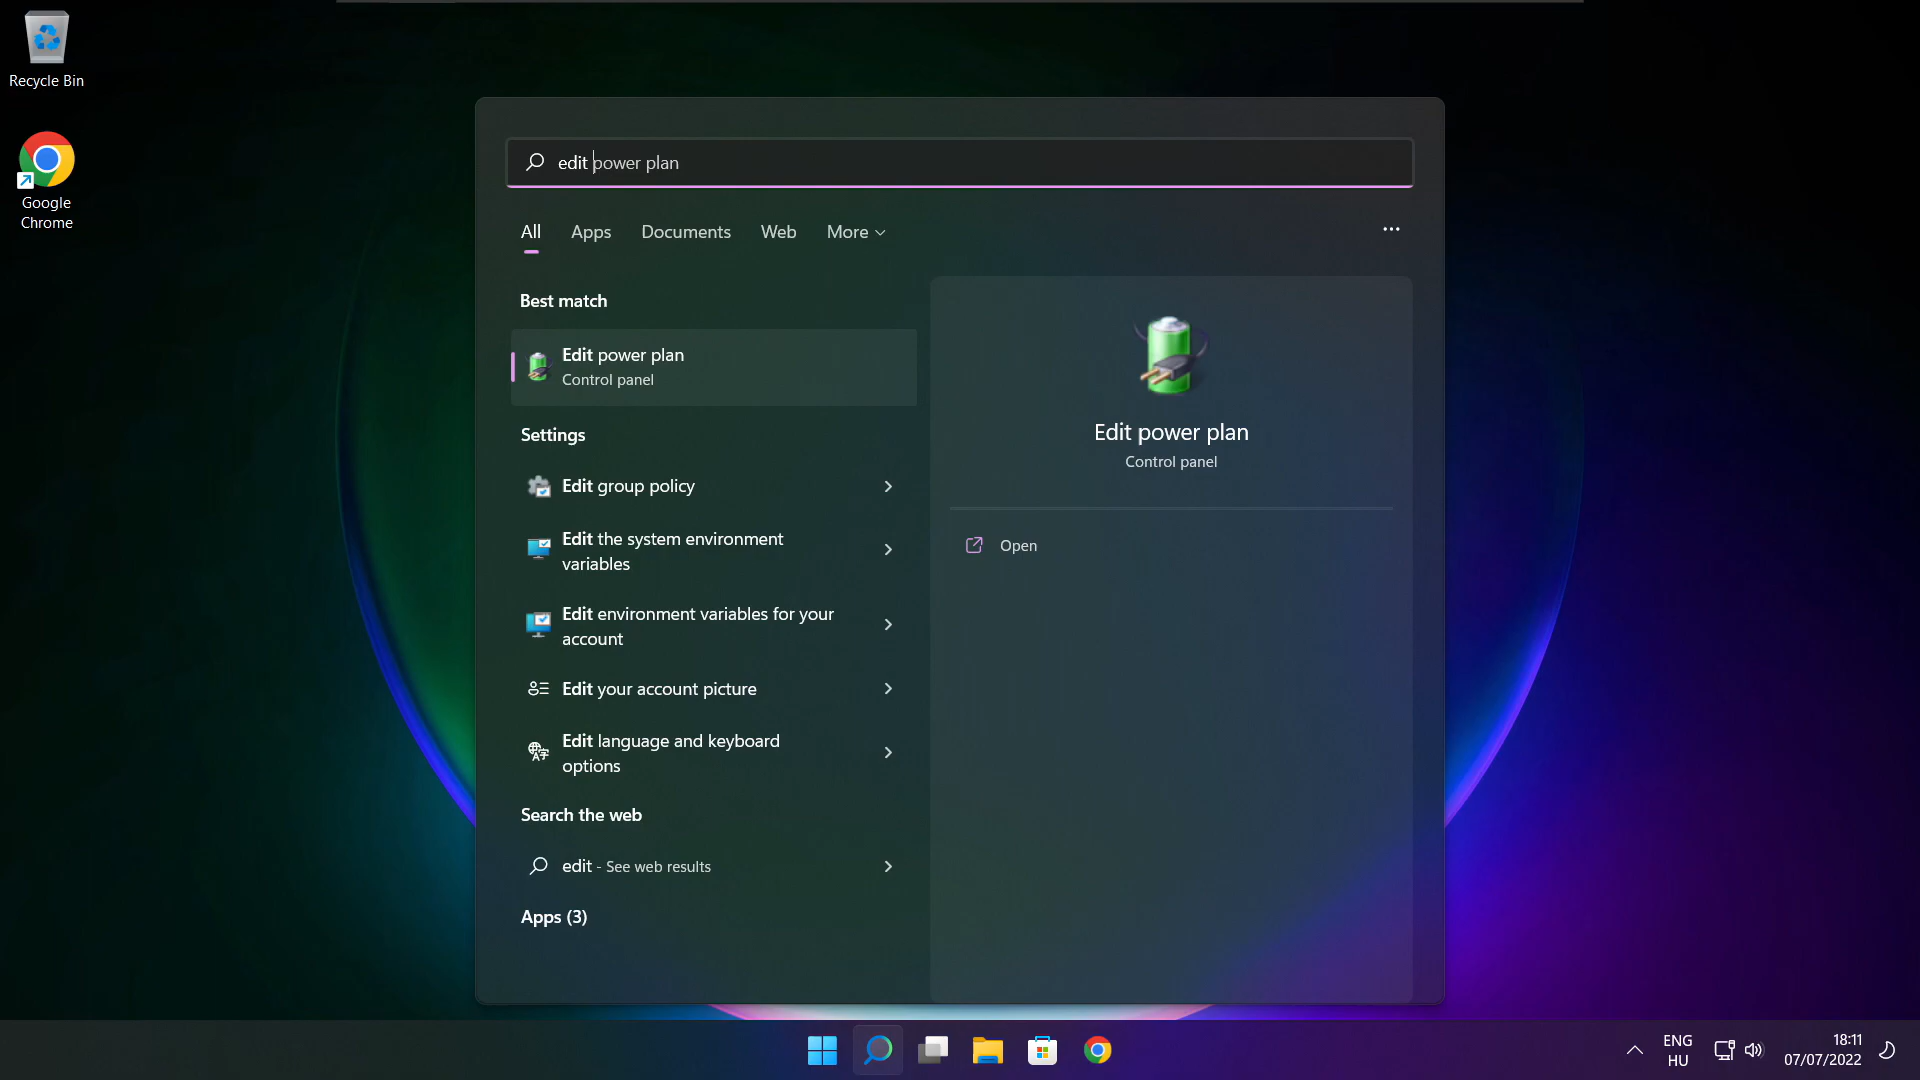 Recycle Bin
Google
Chrome
edit power plan
All Apps Documents Web More
Best match
Edit power plan
Control panel
Settings
Edit group policy
Edit the system environment
variables
Edit environment variables for your
account
Edit your account picture
Edit language and keyboard
options
Search the web
edit - See web results
Apps (3)
Edit power plan
Control panel
Open
ENG
HU
18:11
07/07/2022